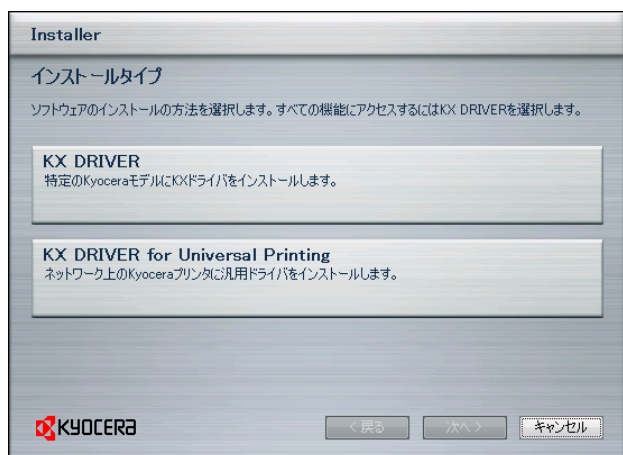 Installer
インストールタイプ
ソフトウェアのインストールの方法を選択します。すべての機能にアクセスするにはKX DRIVERを選択します。
KX DRIVER
特定のKyoceraモデルにKXドライバをインストールします。
KX DRIVER for Universal Printing
ネットワーク上のKyoceraプリンタに汎用ドライバをインストールします。
KYOCERA
< 戻る
次へ >
キャンセル